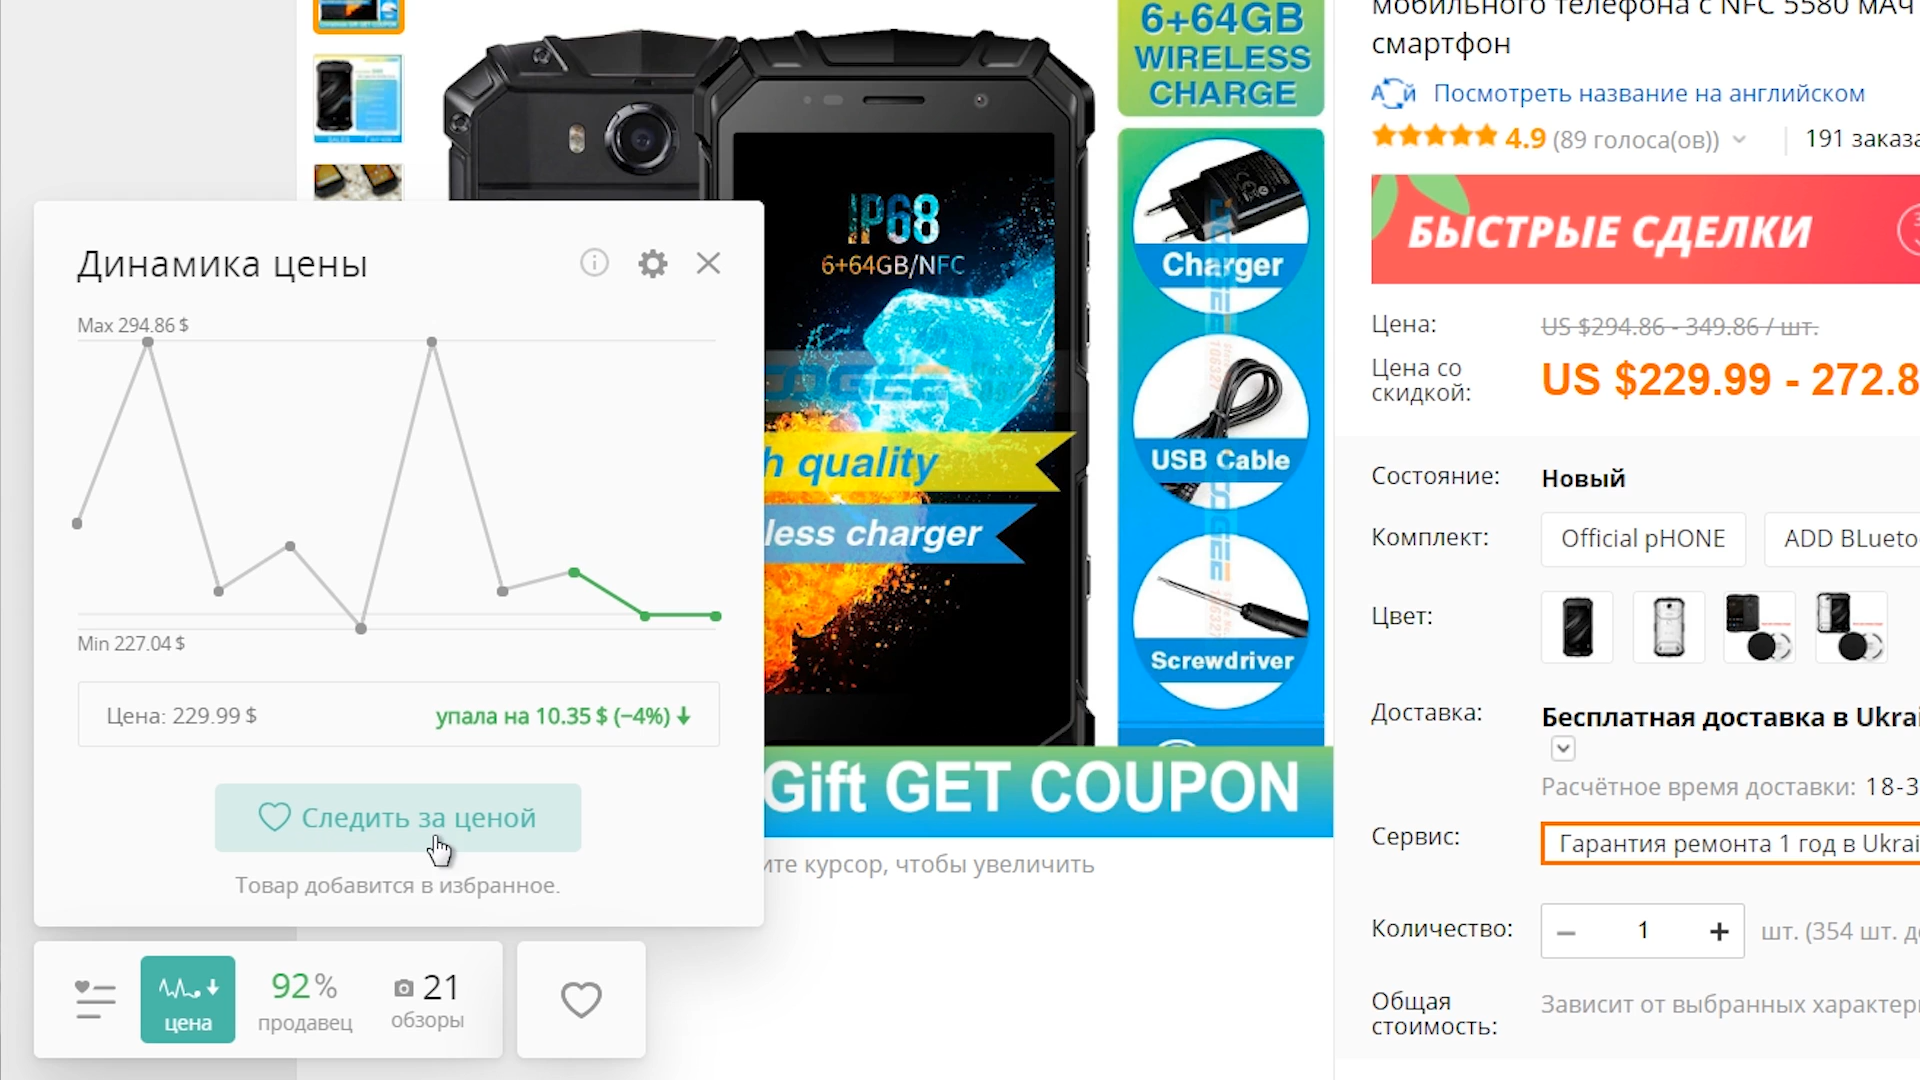 6+64GB
WIRELESS
CHARGE
Charger
USB Cable
Screwdriver
IP68
6+64GB/NFC
h quality
less charger
Gift GET COUPON
ите курсор, чтобы увеличить
Динамика цены
Max 294.86 $
Min 227.04 $
Цена: 229.99 $
упала на 10.35 $ (−4%)
Следить за ценой
Товар добавится в избранное.
цена
92 %
продавец
21
обзоры
мобильного телефона с NFC 5580 мАч
смартфон
Посмотреть название на английском
4.9 (89 голоса(ов))
191 заказа
БЫСТРЫЕ СДЕЛКИ
Цена:
US $294.86 - 349.86 / шт.
Цена со
скидкой:
US $229.99 - 272.8
Состояние:
Новый
Комплект:
Official pHONE
ADD BLueto
Цвет:
Доставка:
Бесплатная доставка в Ukrai
Расчётное время доставки: 18-3
Сервис:
Гарантия ремонта 1 год в Ukrai
Количество:
− 1 +
шт. (354 шт. д
Общая
стоимость:
Зависит от выбранных характер